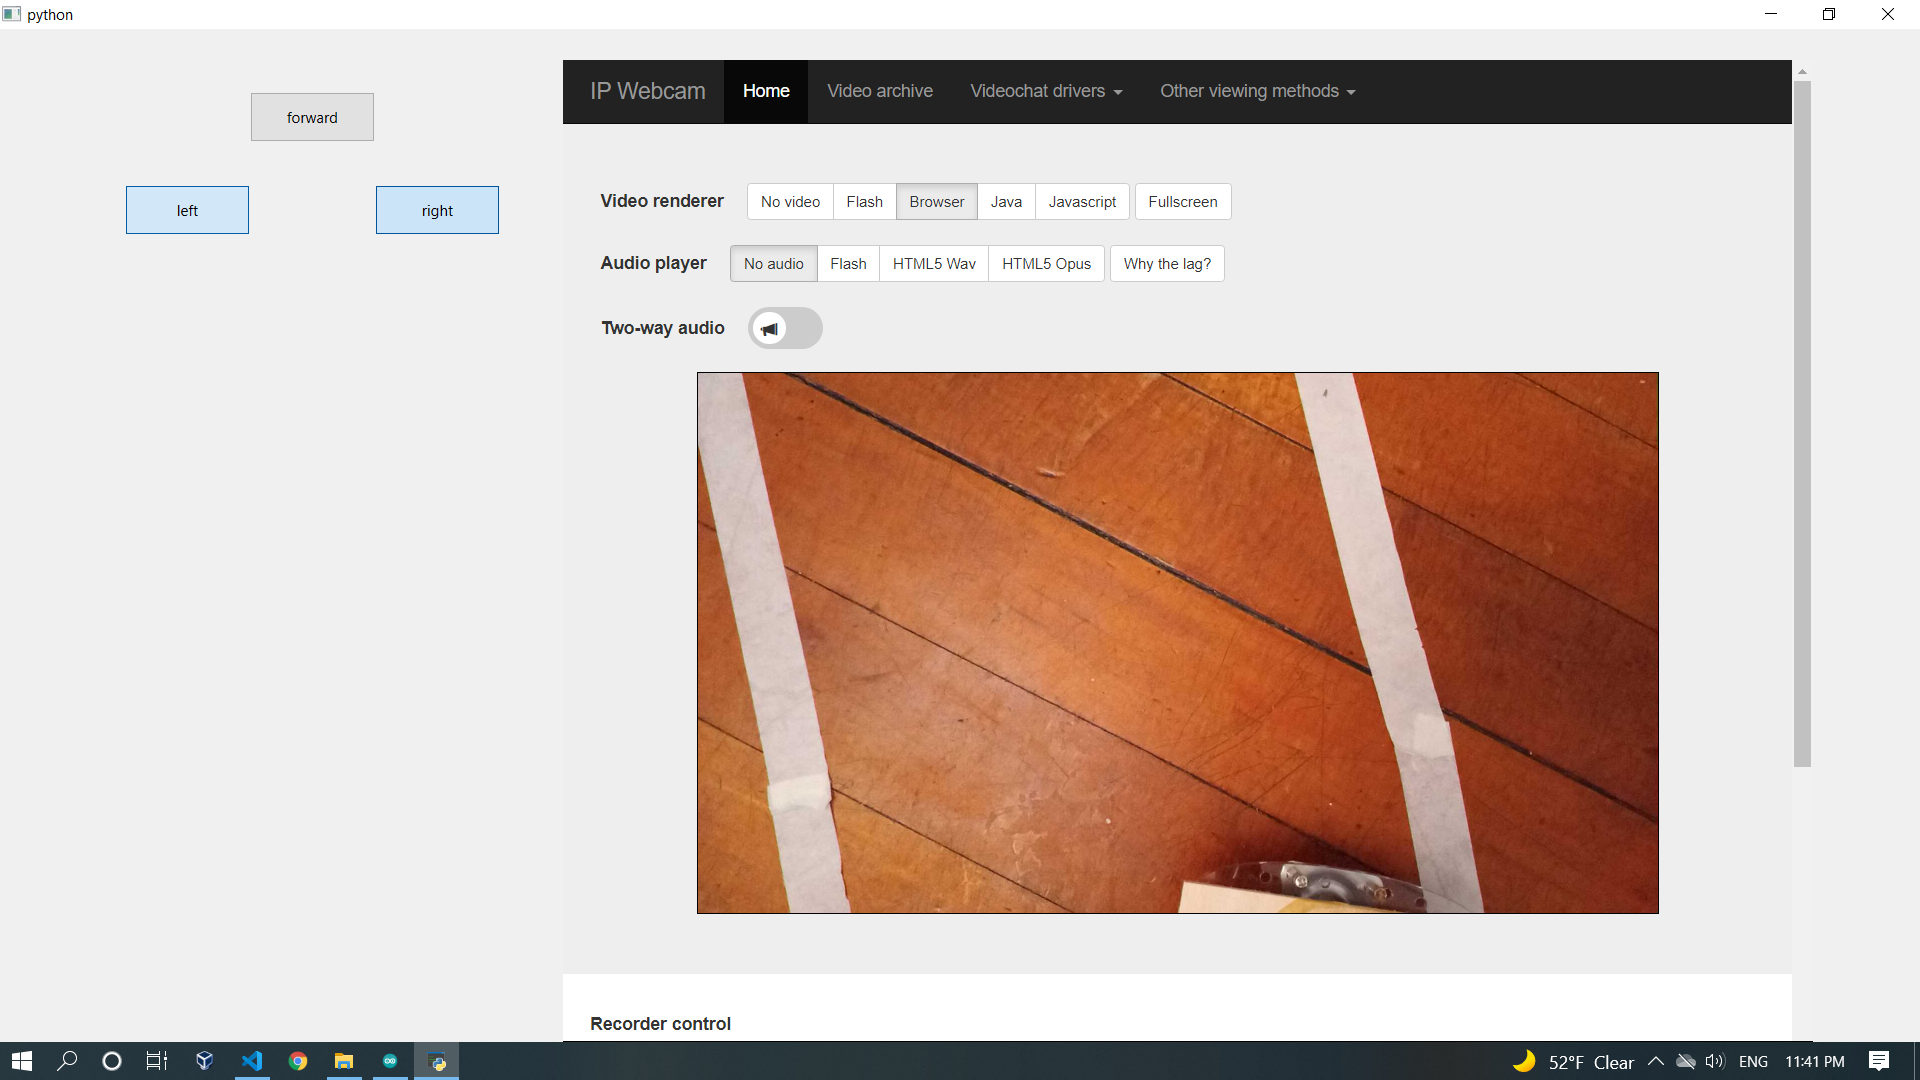 python
forward
left
right
IP Webcam Home Video archive Videochat drivers Other viewing methods
Video renderer No video Flash Browser Java Javascript Fullscreen
Audio player No audio Flash HTML5 Wav HTML5 Opus Why the lag?
Two-way audio
Recorder control
52°F Clear ENG 11:41 PM